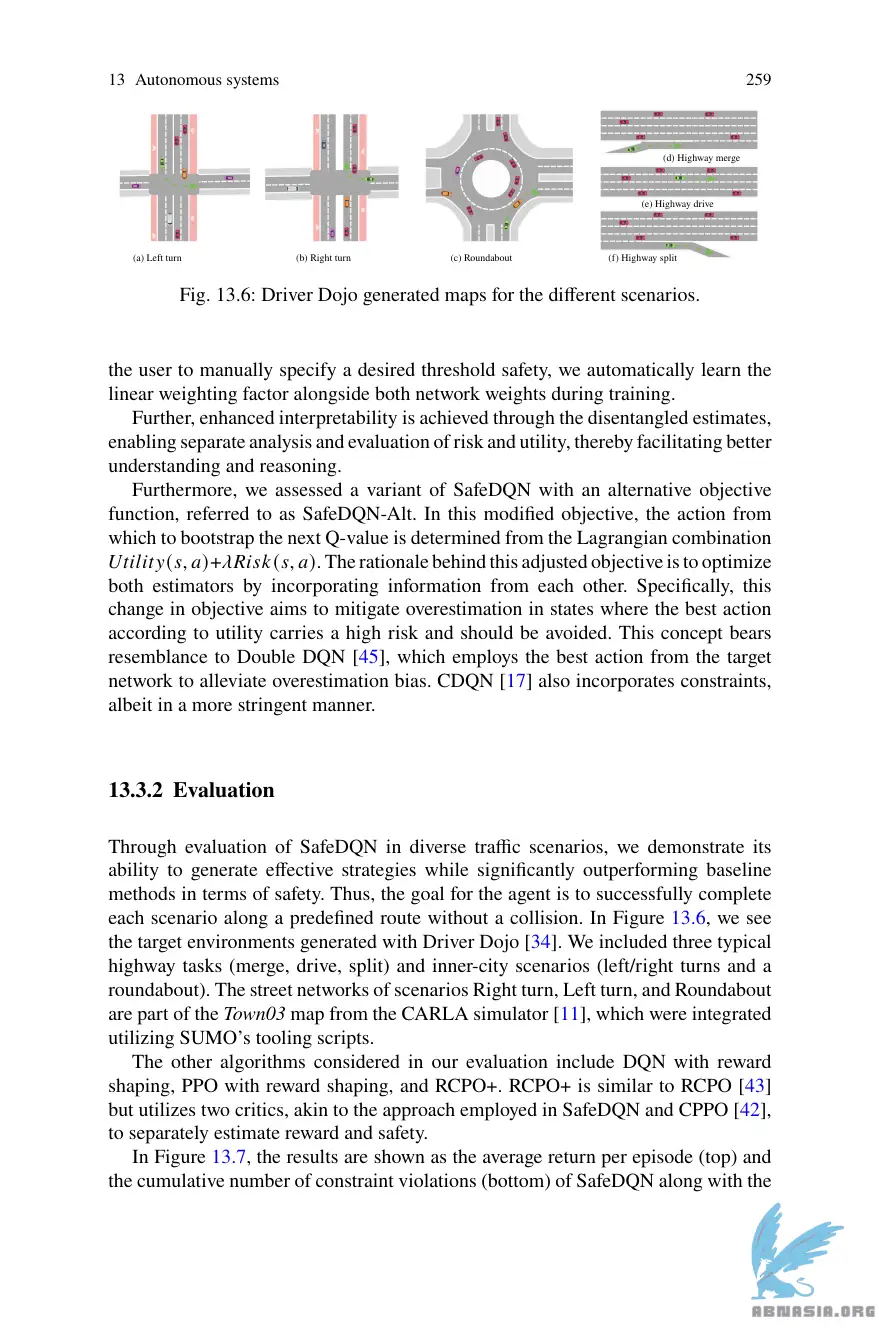 13 Autonomous systems 259
(a) Left turn
(b) Right turn
(c) Roundabout
(d) Highway merge
(e) Highway drive
(f) Highway split
Fig. 13.6: Driver Dojo generated maps for the different scenarios.
the user to manually specify a desired threshold safety, we automatically learn the
linear weighting factor alongside both network weights during training.
Further, enhanced interpretability is achieved through the disentangled estimates,
enabling separate analysis and evaluation of risk and utility, thereby facilitating better
understanding and reasoning.
Furthermore, we assessed a variant of SafeDQN with an alternative objective
function, referred to as SafeDQN-Alt. In this modified objective, the action from
which to bootstrap the next Q-value is determined from the Lagrangian combination
Utility(s, a)+λRisk(s, a). The rationale behind this adjusted objective is to optimize
both estimators by incorporating information from each other. Specifically, this
change in objective aims to mitigate overestimation in states where the best action
according to utility carries a high risk and should be avoided. This concept bears
resemblance to Double DQN [45], which employs the best action from the target
network to alleviate overestimation bias. CDQN [17] also incorporates constraints,
albeit in a more stringent manner.
13.3.2 Evaluation
Through evaluation of SafeDQN in diverse traffic scenarios, we demonstrate its
ability to generate effective strategies while significantly outperforming baseline
methods in terms of safety. Thus, the goal for the agent is to successfully complete
each scenario along a predefined route without a collision. In Figure 13.6, we see
the target environments generated with Driver Dojo [34]. We included three typical
highway tasks (merge, drive, split) and inner-city scenarios (left/right turns and a
roundabout). The street networks of scenarios Right turn, Left turn, and Roundabout
are part of the Town03 map from the CARLA simulator [11], which were integrated
utilizing SUMO's tooling scripts.
The other algorithms considered in our evaluation include DQN with reward
shaping, PPO with reward shaping, and RCPO+. RCPO+ is similar to RCPO [43]
but utilizes two critics, akin to the approach employed in SafeDQN and CPPO [42],
to separately estimate reward and safety.
In Figure 13.7, the results are shown as the average return per episode (top) and
the cumulative number of constraint violations (bottom) of SafeDQN along with the
ABNASIA.ORG